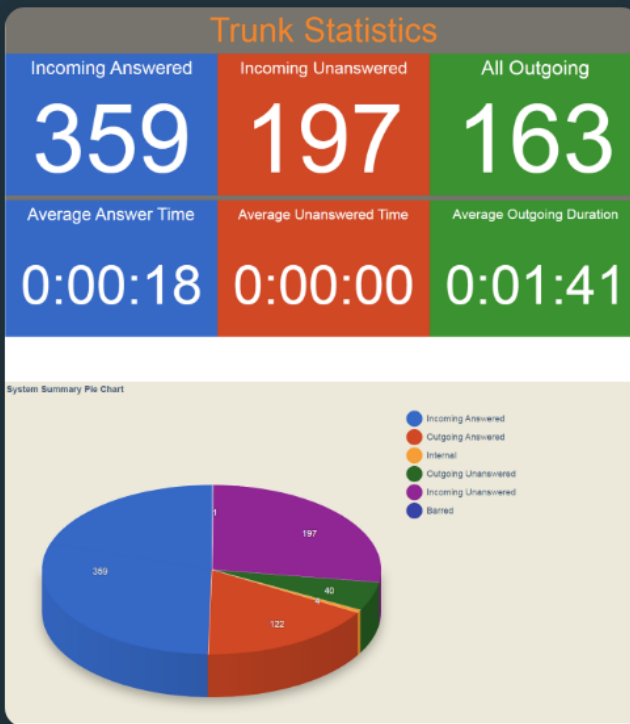 Trunk Statistics
Incoming Answered
Incoming Unanswered
All Outgoing
359
197
163
Average Answer Time
Average Unanswered Time
Average Outgoing Duration
0:00:18
0:00:00
0:01:41
System Summary Pie Chart
Incoming Answered
Outgoing Answered
Internal
Outgoing Unanswered
Incoming Unanswered
Barred
1
197
359
40
122